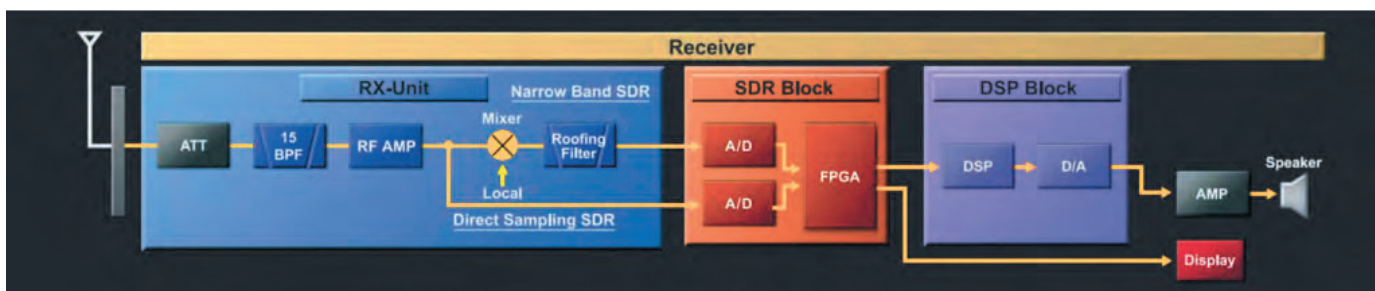 Receiver
RX-Unit
Narrow Band SDR
Mixer
ATT
15
BPF
RF AMP
Roofing
Filter
Local
Direct Sampling SDR
SDR Block
A/D
A/D
FPGA
DSP Block
DSP
D/A
AMP
Speaker
Display